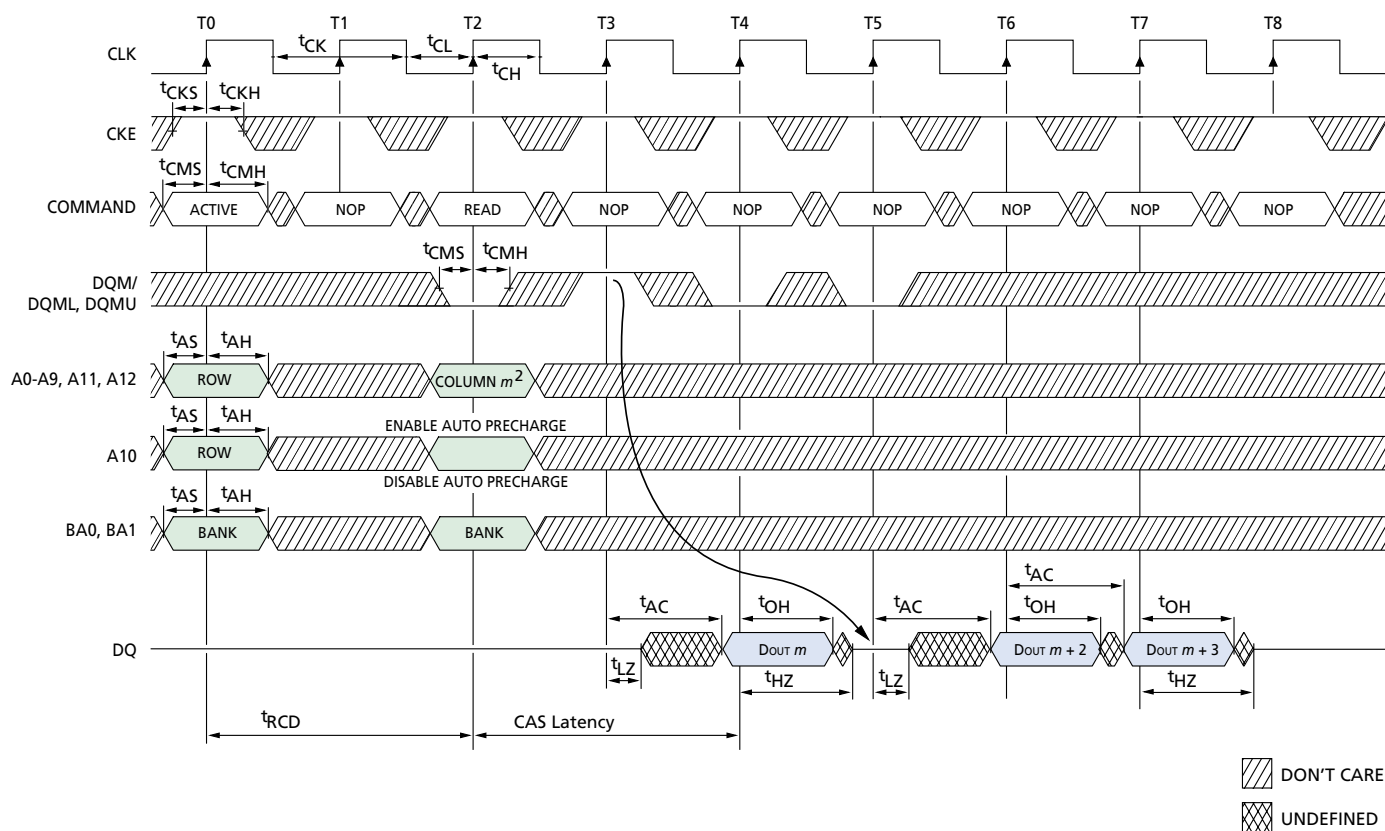 T0 T1 T2 T3 T4 T5 T6 T7 T8
CLK
tCK tCL
tCH
tCKS tCKH
CKE
tCMS tCMH
COMMAND ACTIVE NOP READ NOP NOP NOP NOP NOP NOP
tCMS tCMH
DQM/
DQML, DQMU
tAS tAH
A0-A9, A11, A12 ROW COLUMN m2
tAS tAH ENABLE AUTO PRECHARGE
A10 ROW
DISABLE AUTO PRECHARGE
tAS tAH
BA0, BA1 BANK BANK
tAC
tAC tOH tAC tOH tOH
DQ DOUT m DOUT m + 2 DOUT m + 3
tLZ tHZ tLZ tHZ
tRCD CAS Latency
DON'T CARE
UNDEFINED